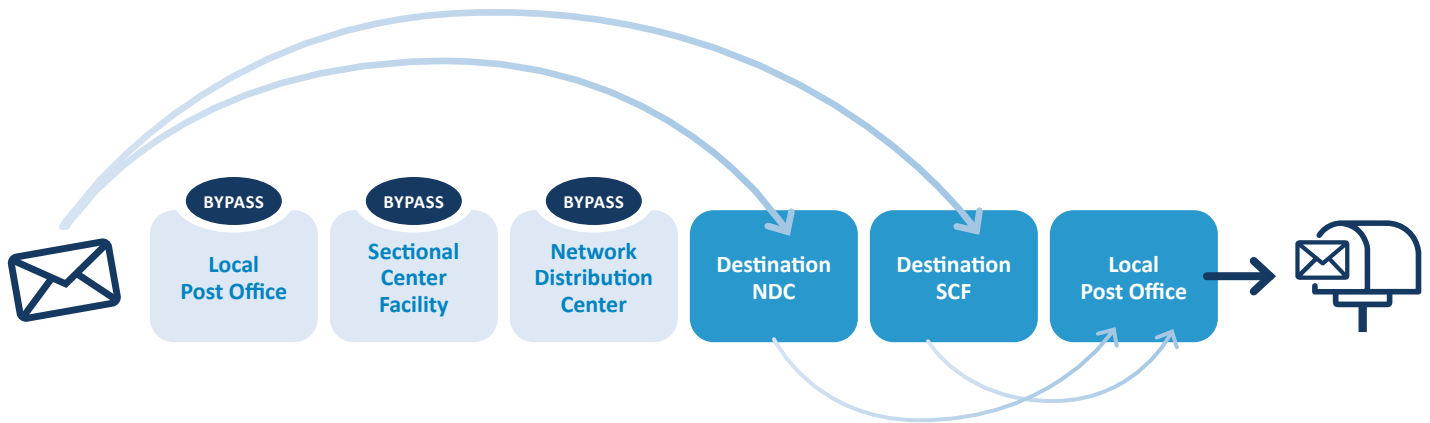 BYPASS
Local
Post Office
BYPASS
Sectional
Center
Facility
BYPASS
Network
Distribution
Center
Destination
NDC
Destination
SCF
Local
Post Office